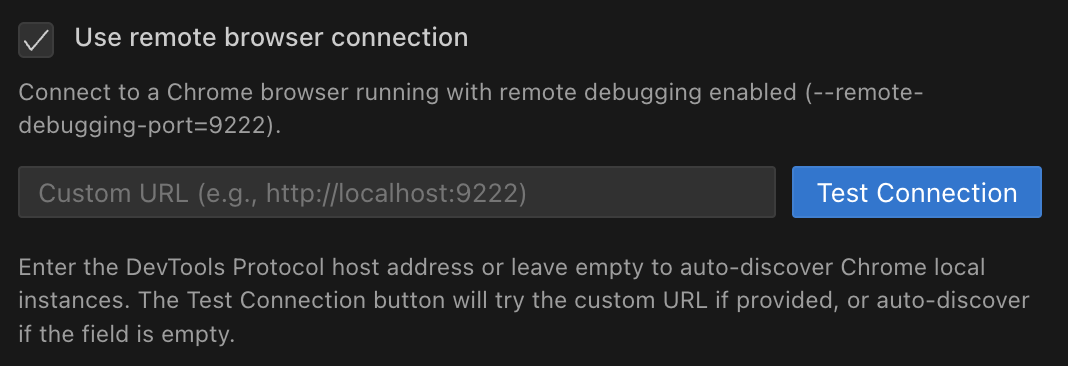 Use remote browser connection
Connect to a Chrome browser running with remote debugging enabled (--remote-
debugging-port=9222).
Custom URL (e.g., http://localhost:9222)
Test Connection
Enter the DevTools Protocol host address or leave empty to auto-discover Chrome local
instances. The Test Connection button will try the custom URL if provided, or auto-discover
if the field is empty.